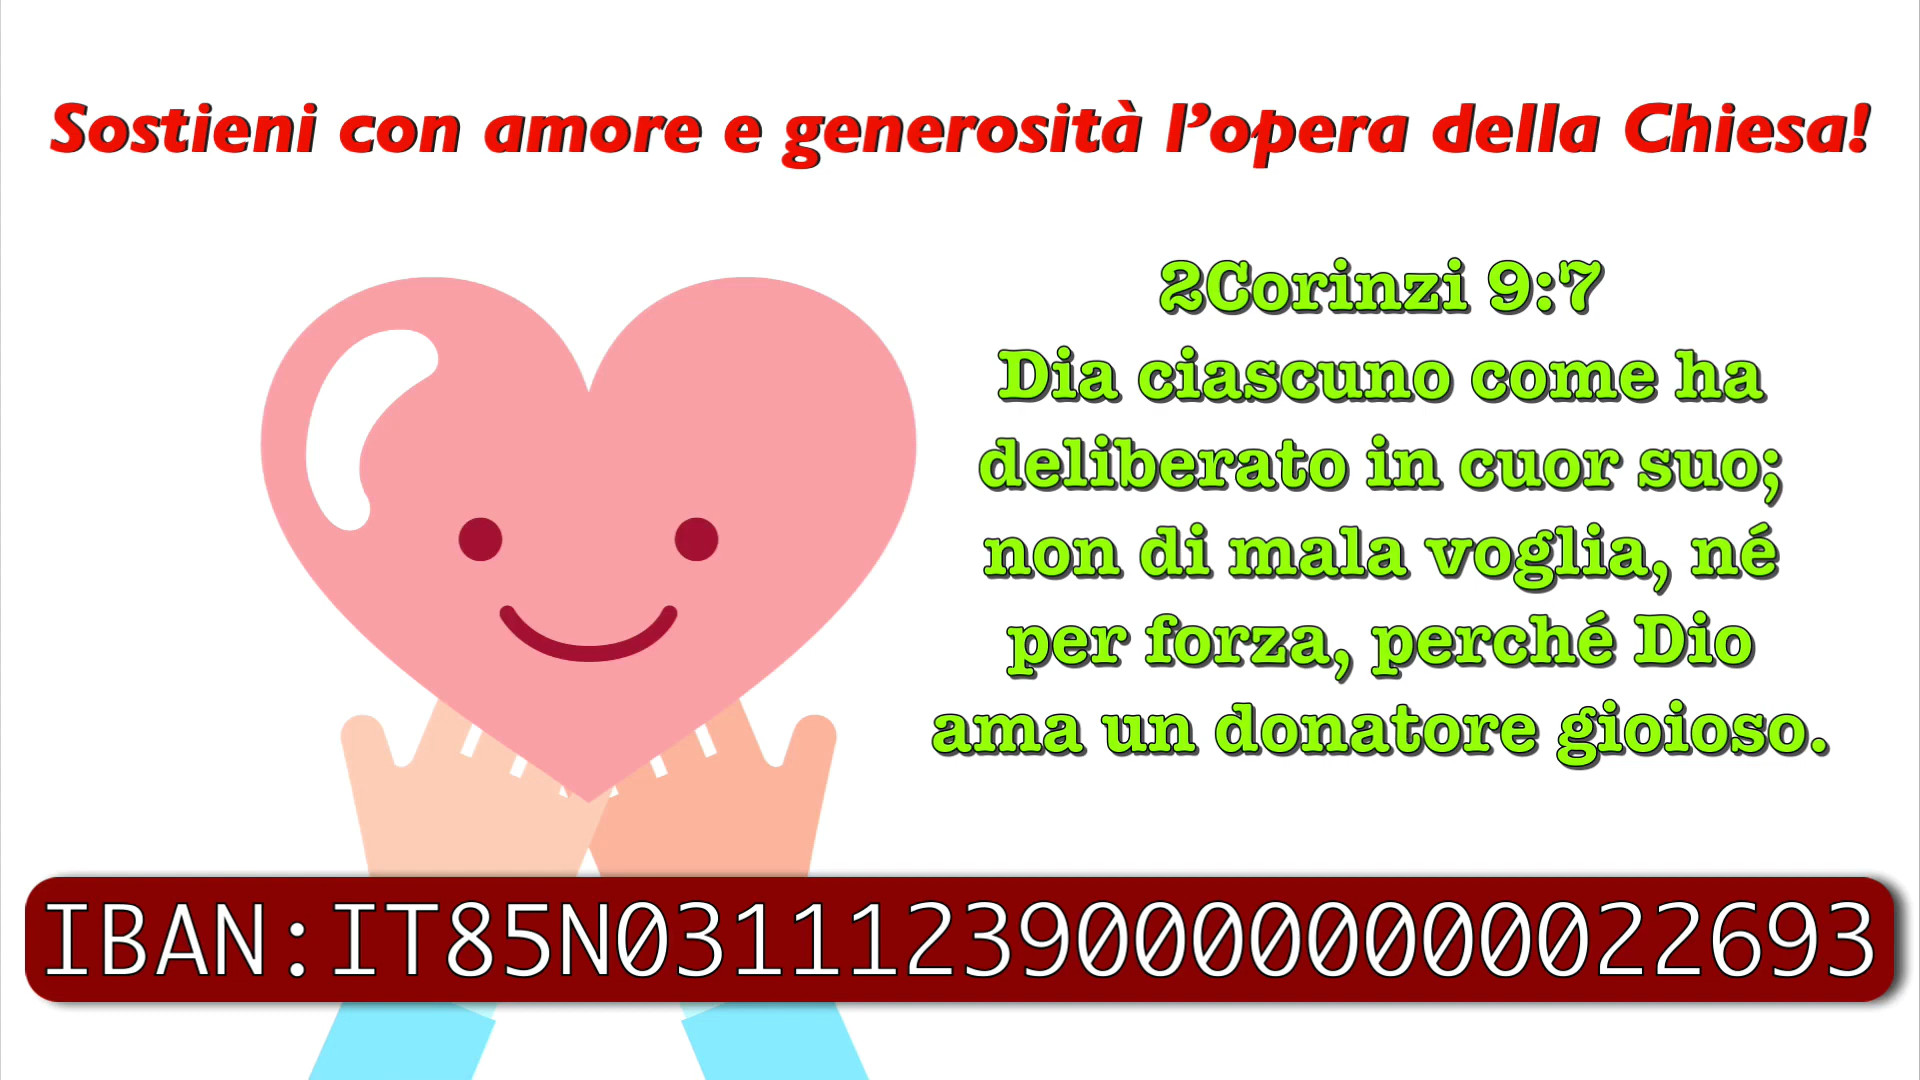 Sostieni con amore e generosità l’opera della Chiesa!
2Corinzi 9:7
Dia ciascuno come ha
deliberato in cuor suo;
non di mala voglia, né
per forza, perché Dio
ama un donatore gioioso.
IBAN:IT85N0311123900000000022693